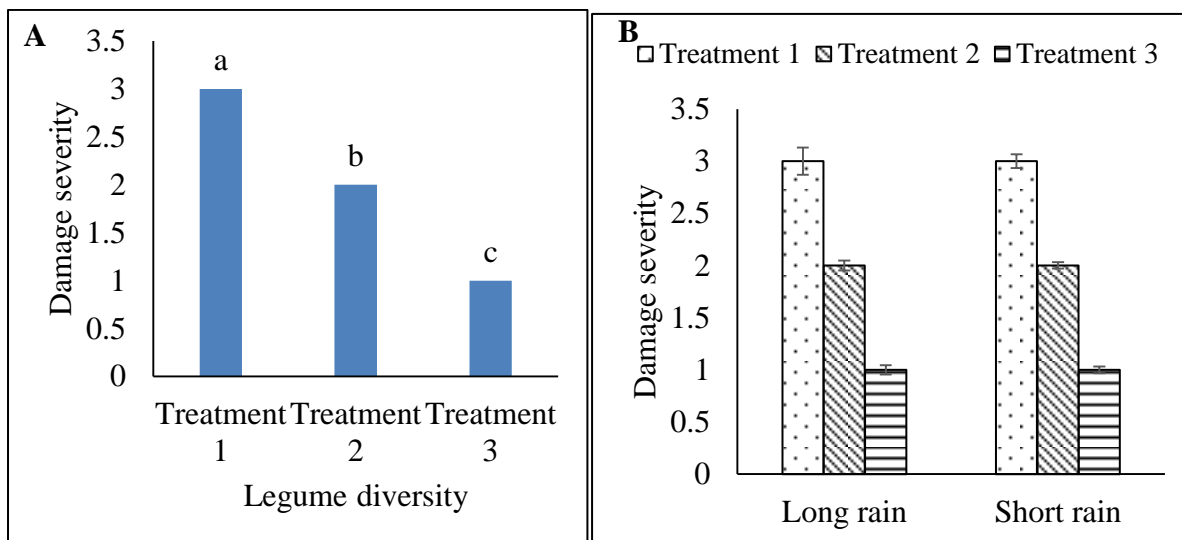 A
Damage severity
3.5
3
2.5
2
1.5
1
0.5
0
a
b
c
Treatment Treatment Treatment
1 2 3
Legume diversity
B
Treatment 1 Treatment 2 Treatment 3
Damage severity
3.5
3
2.5
2
1.5
1
0.5
0
Long rain Short rain